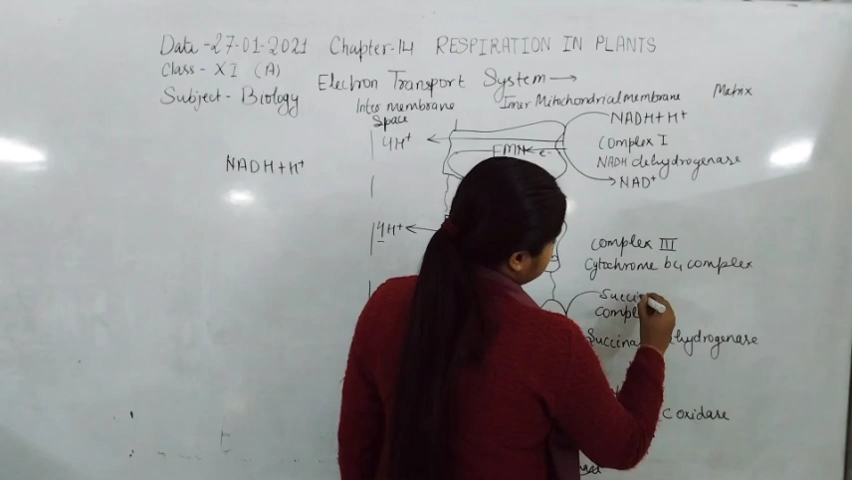 Date - 27-01-2021 Chapter-14 RESPIRATION IN PLANTS
Class - XI (A)
Electron Transport System →
Subject - Biology
Inter membrane Space
Inner Mitochondrial membrane
Matrix
4H+
NADH+H+
FMN ← e-
Complex I
NADH dehydrogenase
NAD+
NADH+H+
4H+
Complex III
Cytochrome bc1 complex
Succi
compl
Succina hydrogenase
c oxidase